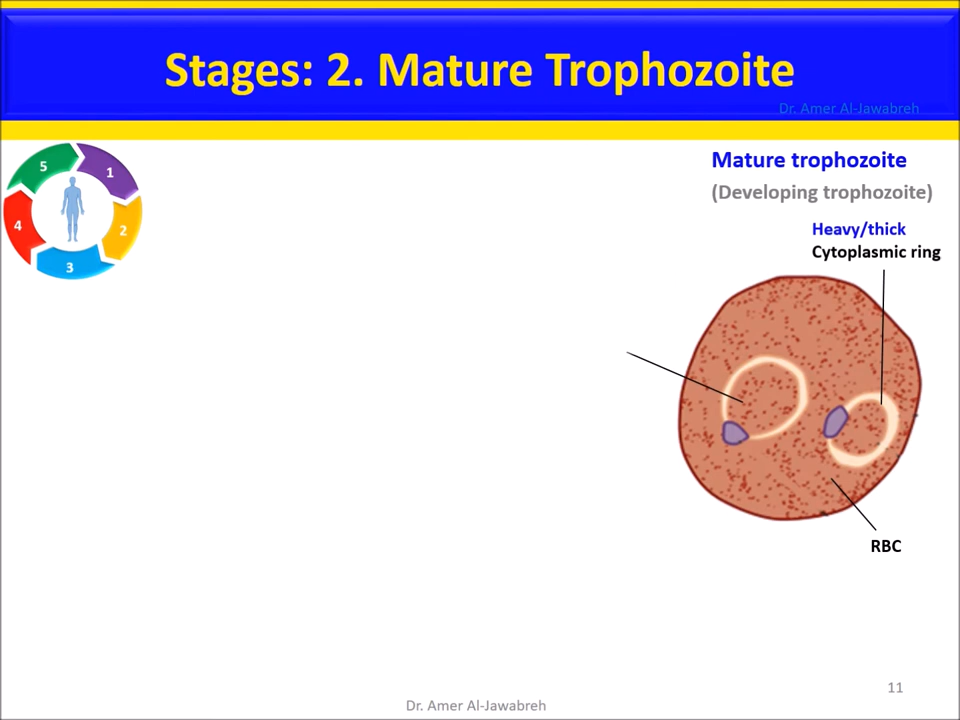 Stages: 2. Mature Trophozoite
Dr. Amer Al-Jawabreh
5
1
4
2
3
Mature trophozoite
(Developing trophozoite)
Heavy/thick
Cytoplasmic ring
RBC
11
Dr. Amer Al-Jawabreh